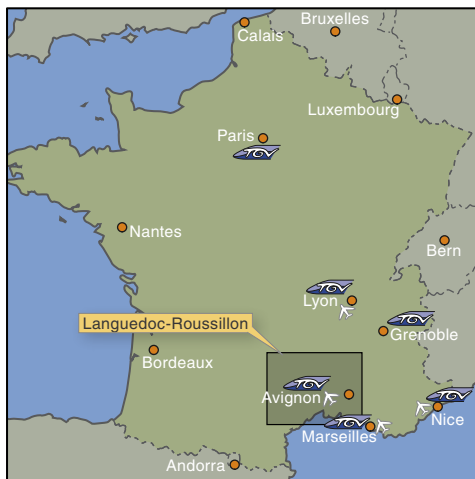 Calais
Bruxelles
Luxembourg
Paris
TGV
Nantes
Bern
TGV
Lyon
TGV
Grenoble
Languedoc-Roussillon
Bordeaux
TGV
Avignon
TGV
Nice
TGV
Marseilles
Andorra